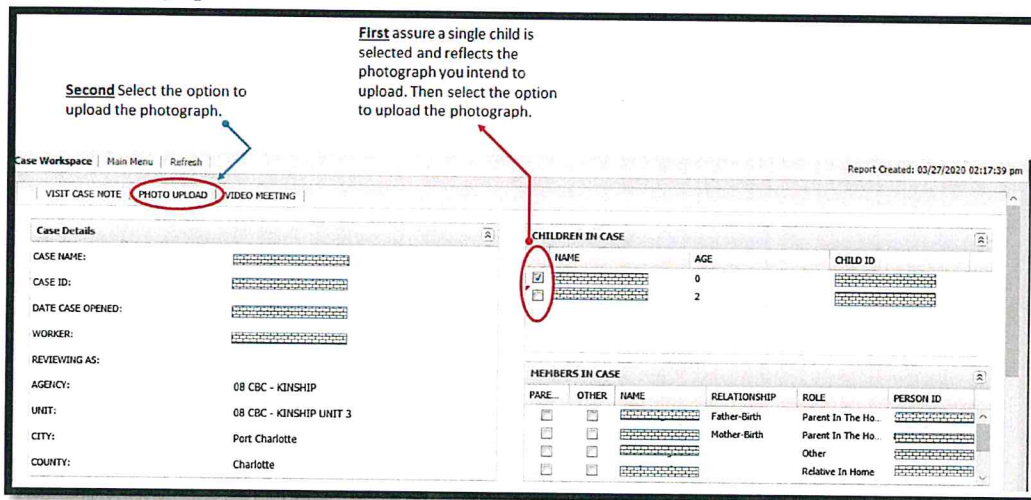 First assure a single child is
selected and reflects the
photograph you intend to
upload. Then select the option
to upload the photograph.
Second Select the option to
upload the photograph.
Case Workspace | Main Menu | Refresh |
Report Created: 03/27/2020 02:17:39 pm
| VISIT CASE NOTE | PHOTO UPLOAD | VIDEO MEETING |
Case Details
CASE NAME:
CASE ID:
DATE CASE OPENED:
WORKER:
REVIEWING AS:
AGENCY: 08 CBC - KINSHIP
UNIT: 08 CBC - KINSHIP UNIT 3
CITY: Port Charlotte
COUNTY: Charlotte
CHILDREN IN CASE
NAME AGE CHILD ID
0
2
MEMBERS IN CASE
PARE... OTHER NAME RELATIONSHIP ROLE PERSON ID
Father-Birth Parent In The Ho...
Mother-Birth Parent In The Ho...
Other
Relative In Home